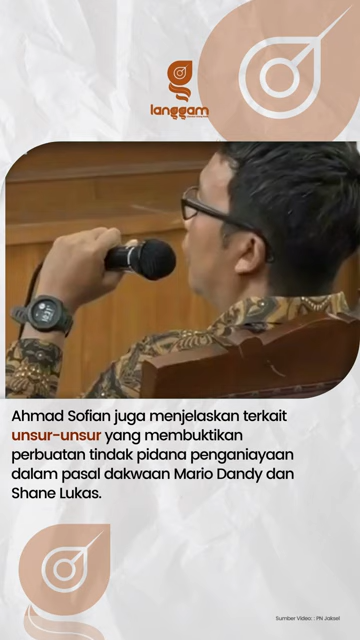 langgam
Ahmad Sofian juga menjelaskan terkait
unsur-unsur yang membuktikan
perbuatan tindak pidana penganiayaan
dalam pasal dakwaan Mario Dandy dan
Shane Lukas.
Sumber Video: : PN Jaksel